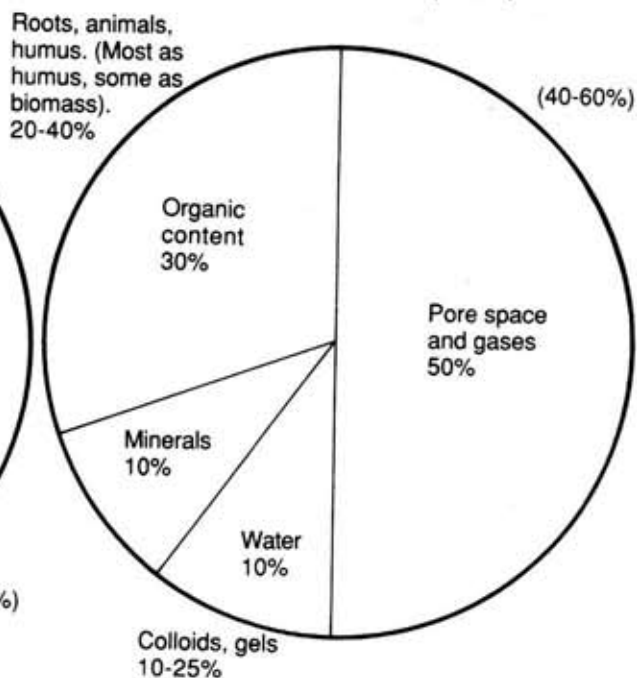 Roots, animals,
humus. (Most as
humus, some as
biomass).
20-40%
(40-60%)
Organic
content
30%
Pore space
and gases
50%
Minerals
10%
Water
10%
%)
Colloids, gels
10-25%